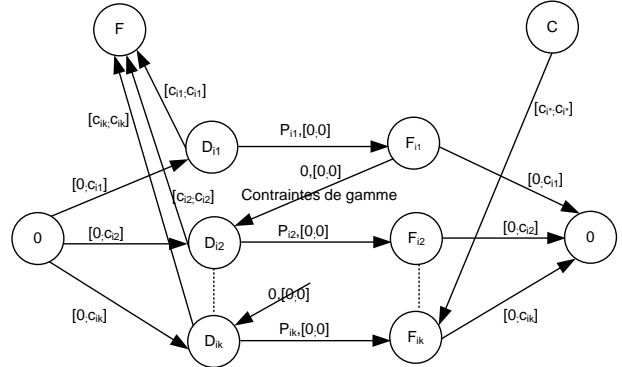 F
C
[c_i1;c_i1]
[c_ik;c_ik]
[c_i*;c_i*]
D_i1
P_i1,[0;0]
F_i1
0,[0;0]
[0;c_i1]
[0;c_i1]
[c_i2;c_i2]
Contraintes de gamme
0
[0;c_i2]
D_i2
P_i2,[0;0]
F_i2
[0;c_i2]
0
[0;c_ik]
0,[0;0]
D_ik
P_ik,[0;0]
F_ik
[0;c_ik]